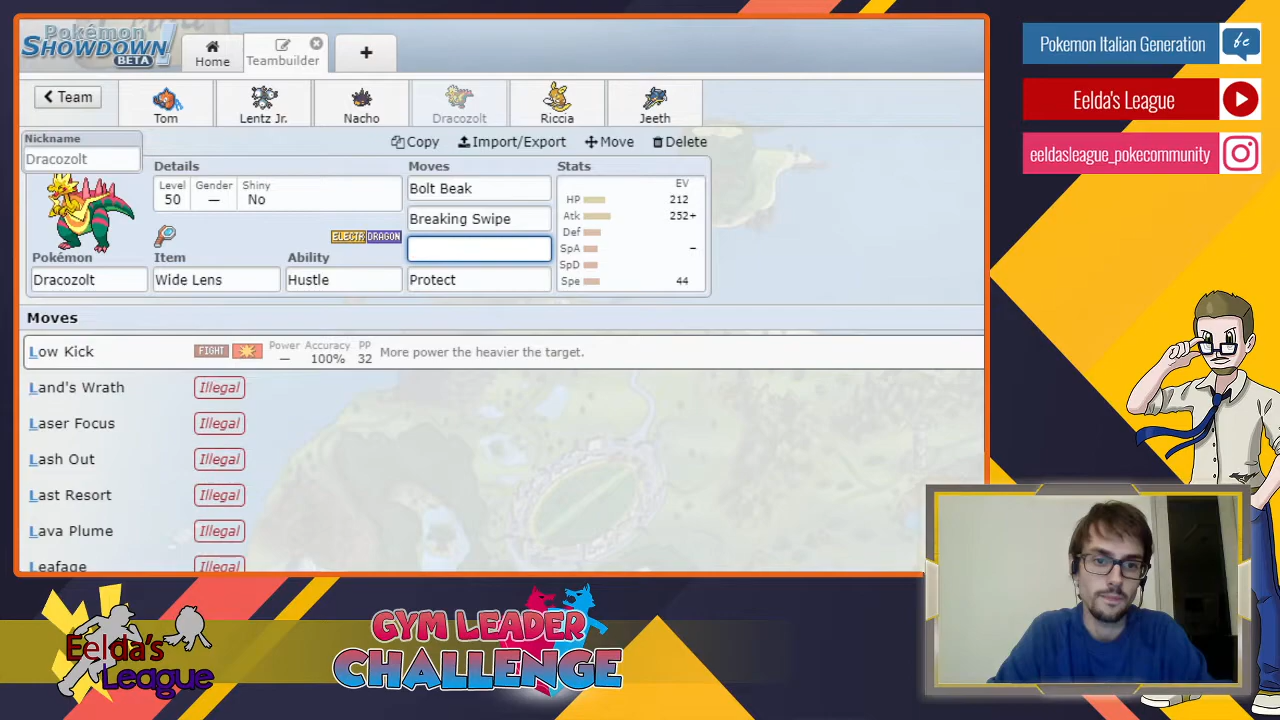 Pokémon
SHOWDOWN!
BETA
Home
Teambuilder
+
Pokemon Italian Generation
Eelda's League
eeldasleague_pokecommunity
Team
Tom
Lentz Jr.
Nacho
Dracozolt
Riccia
Jeeth
Copy
Import/Export
Move
Delete
Nickname
Dracozolt
Details
Level
50
Gender
—
Shiny
No
ELECTR DRAGON
Pokémon
Dracozolt
Item
Wide Lens
Ability
Hustle
Moves
Bolt Beak
Breaking Swipe
Protect
Stats
EV
HP 212
Atk 252+
Def
SpA –
SpD
Spe 44
Moves
Low Kick FIGHT Power — Accuracy 100% PP 32 More power the heavier the target.
Land's Wrath Illegal
Laser Focus Illegal
Lash Out Illegal
Last Resort Illegal
Lava Plume Illegal
Leafage Illegal
Eelda's
League
GYM LEADER
CHALLENGE